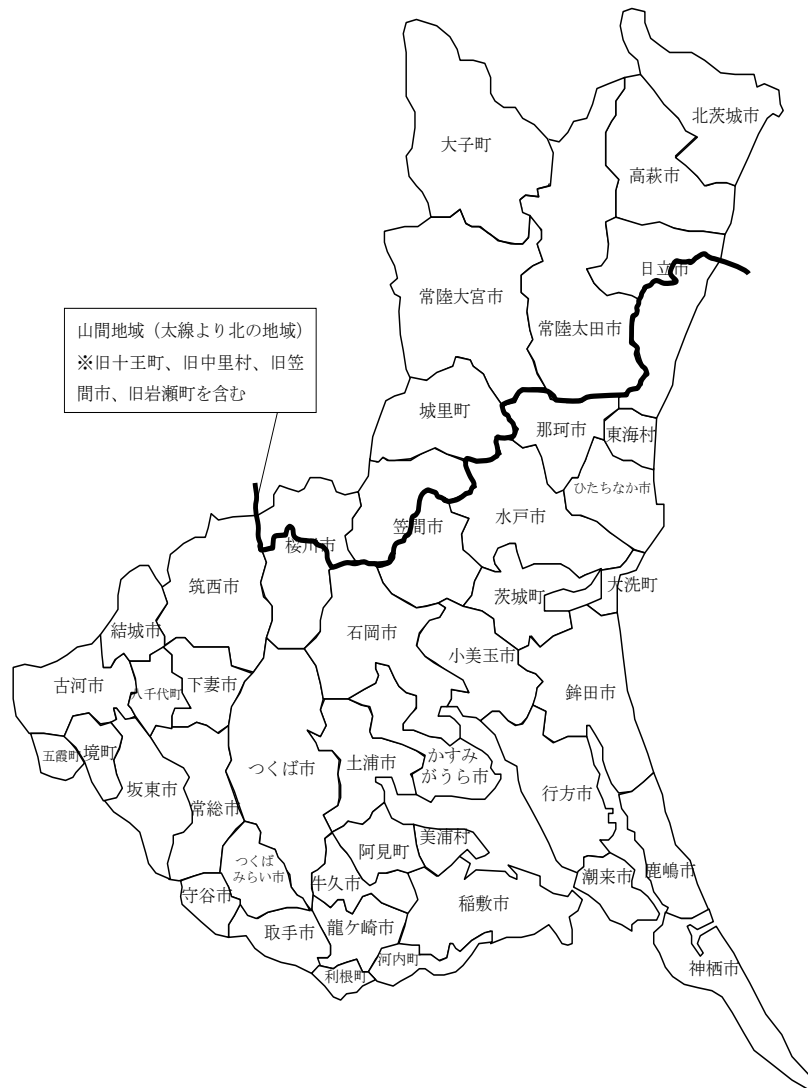 北茨城市
大子町
高萩市
日立市
常陸大宮市
常陸太田市
山間地域（太線より北の地域）
※旧十王町、旧中里村、旧笠
間市、旧岩瀬町を含む
城里町
那珂市
東海村
ひたちなか市
水戸市
笠間市
桜川市
筑西市
大洗町
茨城町
結城市
石岡市
小美玉市
古河市
八千代町
下妻市
鉾田市
五霞町
境町
坂東市
常総市
つくば市
土浦市
かすみ
がうら市
行方市
美浦村
阿見町
つくば
みらい市
牛久市
潮来市
鹿嶋市
守谷市
稲敷市
取手市
龍ケ崎市
河内町
利根町
神栖市